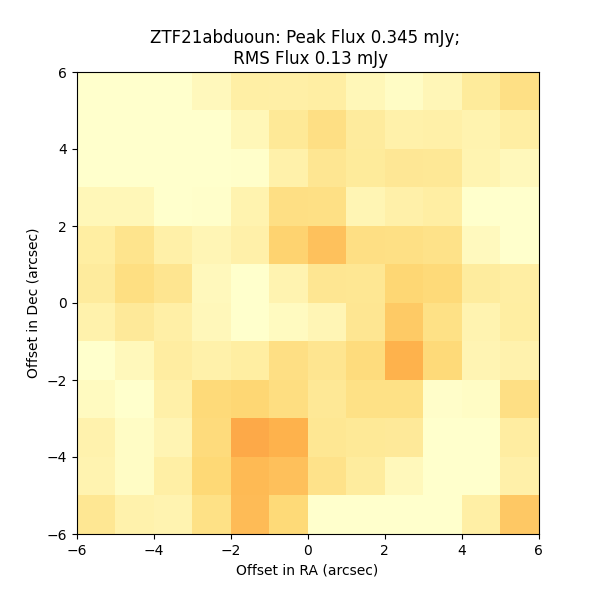 ZTF21abduoun: Peak Flux 0.345 mJy;
RMS Flux 0.13 mJy
6
4
2
0
−2
−4
−6
Offset in Dec (arcsec)
−6 −4 −2 0 2 4 6
Offset in RA (arcsec)